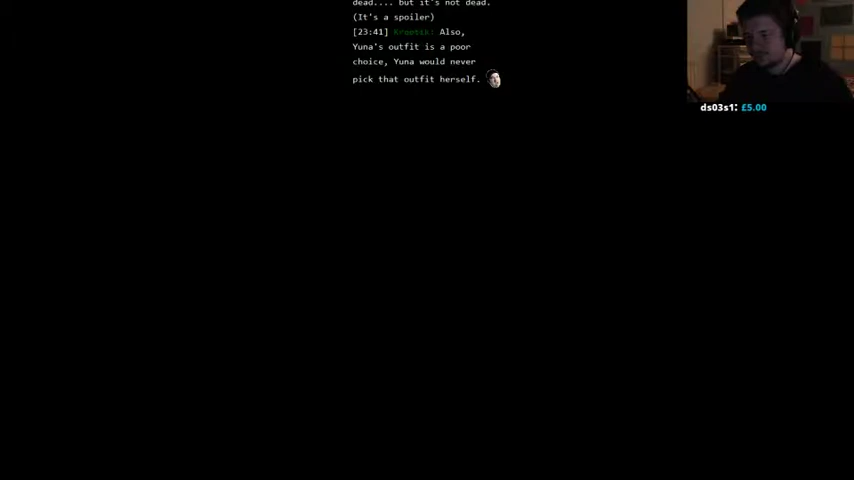 dead.... but it's not dead.
(It's a spoiler)
[23:41] Kroetik: Also,
Yuna's outfit is a poor
choice, Yuna would never
pick that outfit herself.
ds03s1: £5.00